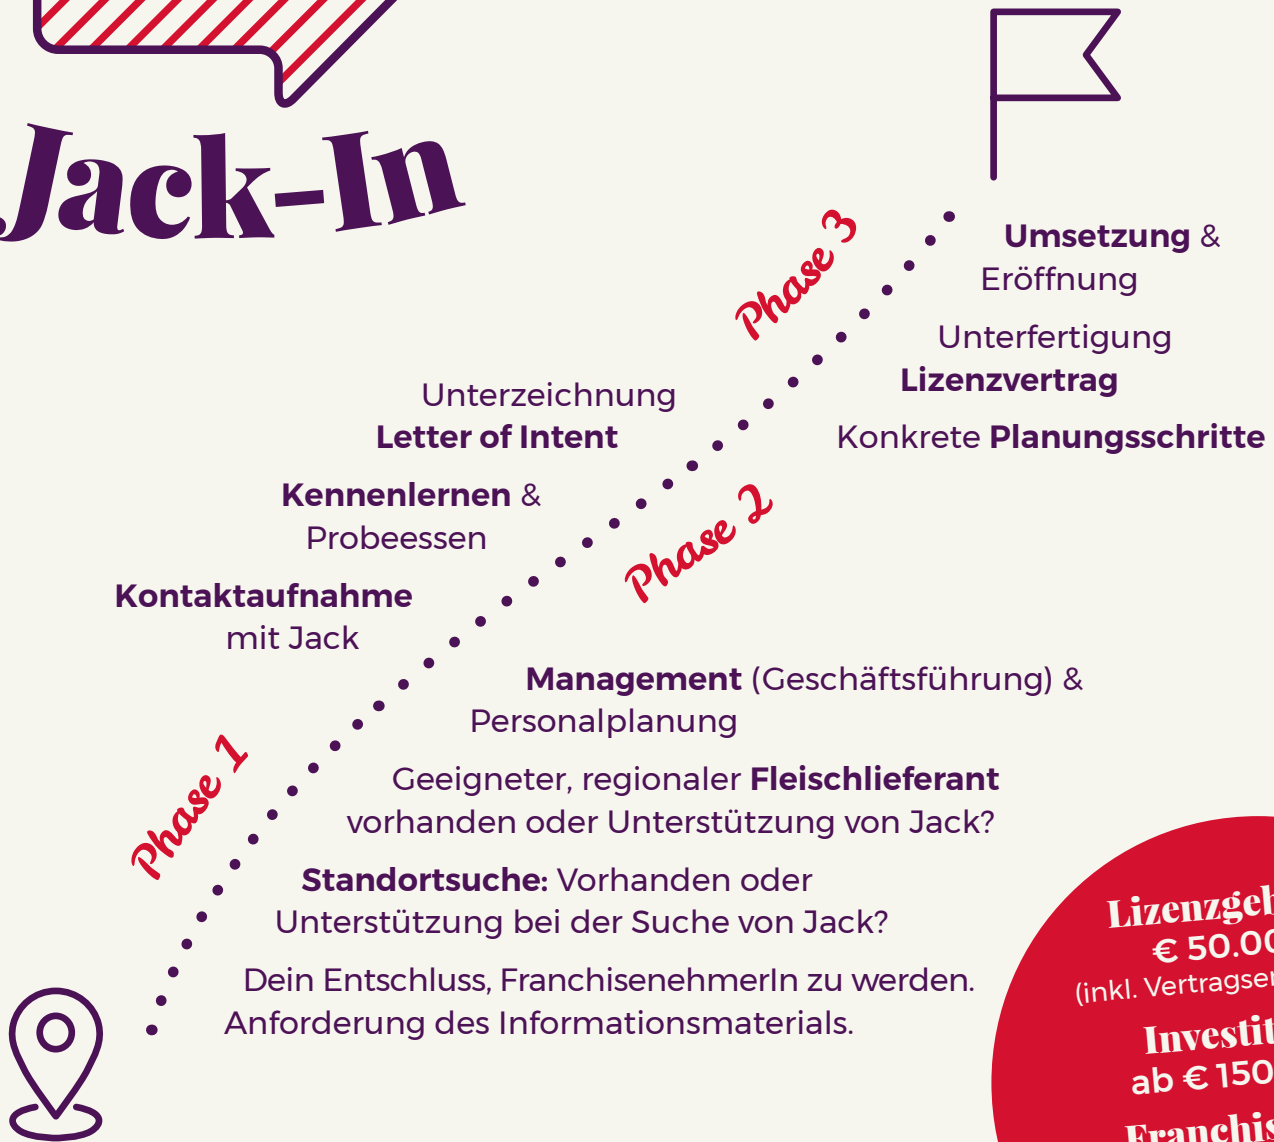 Jack-In
Phase 3
Umsetzung &
Eröffnung
Unterfertigung
Lizenzvertrag
Konkrete Planungsschritte
Unterzeichnung
Letter of Intent
Kennenlernen &
Probeessen
Kontaktaufnahme
mit Jack
Phase 2
Management (Geschäftsführung) &
Personalplanung
Geeigneter, regionaler Fleischlieferant
vorhanden oder Unterstützung von Jack?
Standortsuche: Vorhanden oder
Unterstützung bei der Suche von Jack?
Dein Entschluss, FranchisenehmerIn zu werden.
Anforderung des Informationsmaterials.
Phase 1
€
(inkl.
ab €